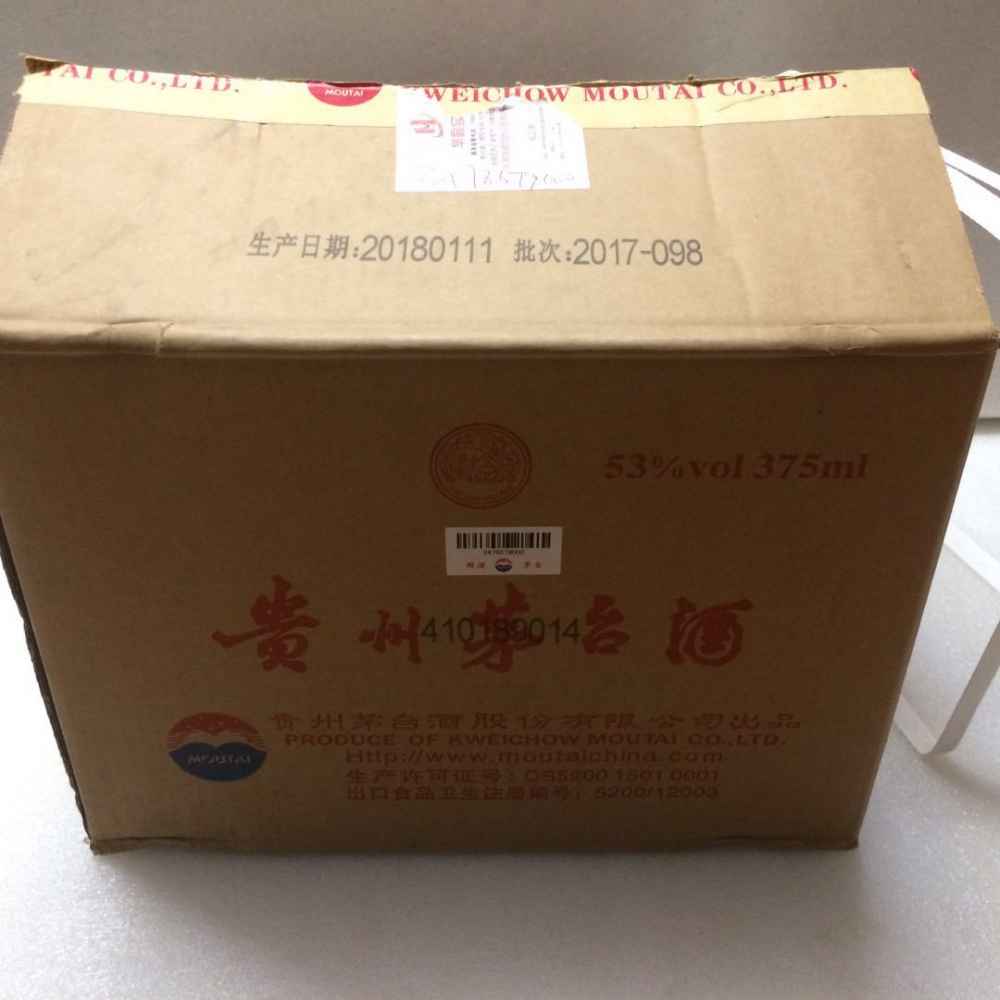 TAI CO.,LTD.
MOUTAI
KWEICHOW MOUTAI CO.,LTD.
生产日期:20180111 批次:2017-098
53%vol 375ml
贵州茅台酒
410189014
贵州茅台酒股份有限公司出品
PRODUCE OF KWEICHOW MOUTAI CO.,LTD.
MOUTAI
Http://www.moutaichina.com
生产许可证号:
出口食品卫生注册编号: 5200/12003